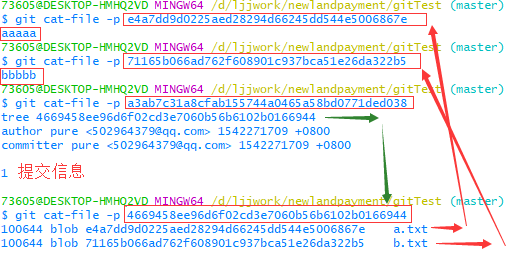 73605@DESKTOP-HMHQ2VD MINGW64 /d/ljjwork/newlandpayment/gitTest (master)
$ git cat-file -p e4a7dd9d0225aed28294d66245dd544e5006867e
aaaaa
73605@DESKTOP-HMHQ2VD MINGW64 /d/ljjwork/newlandpayment/gitTest (master)
$ git cat-file -p 71165b066ad762f608901c937bca51e26da322b5
bbbbb
73605@DESKTOP-HMHQ2VD MINGW64 /d/ljjwork/newlandpayment/gitTest (master)
$ git cat-file -p a3ab7c31a8cfab155744a0465a58bd0771ded038
tree 4669458ee96d6f02cd3e7060b56b6102b0166944
author pure <502964379@qq.com> 1542271709 +0800
committer pure <502964379@qq.com> 1542271709 +0800
1 提交信息
73605@DESKTOP-HMHQ2VD MINGW64 /d/ljjwork/newlandpayment/gitTest (master)
$ git cat-file -p 4669458ee96d6f02cd3e7060b56b6102b0166944
100644 blob e4a7dd9d0225aed28294d66245dd544e5006867e a.txt
100644 blob 71165b066ad762f608901c937bca51e26da322b5 b.txt